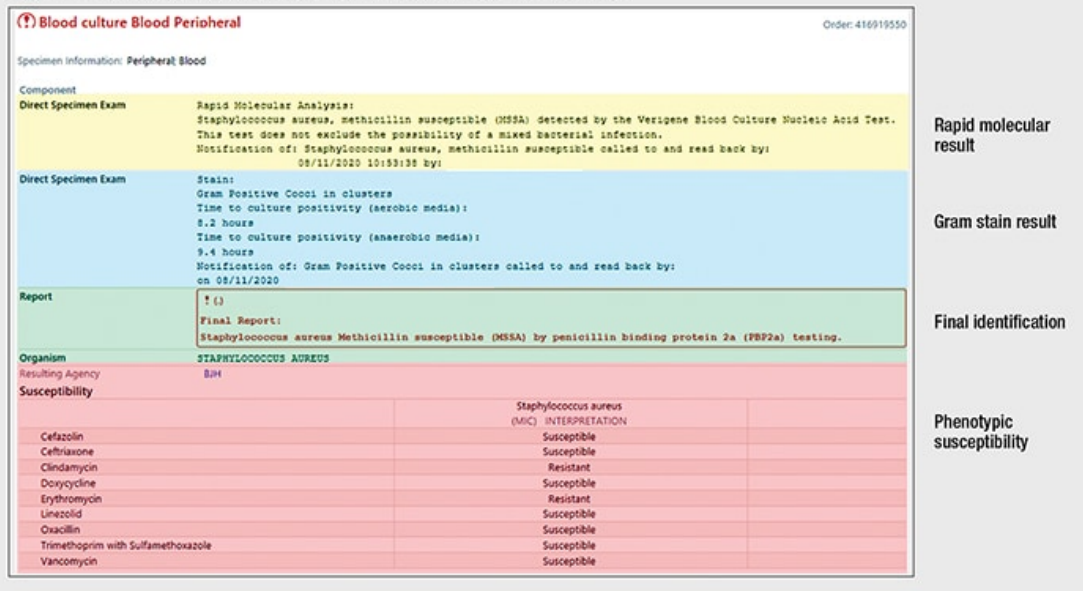 Blood culture Blood Peripheral
Order: 416919550
Specimen Information: Peripheral; Blood
Component
Direct Specimen Exam
Rapid Molecular Analysis:
Staphylococcus aureus, methicillin susceptible (MSSA) detected by the Verigene Blood Culture Nucleic Acid Test.
This test does not exclude the possibility of a mixed bacterial infection.
Notification of: Staphylococcus aureus, methicillin susceptible called to and read back by:
08/11/2020 10:53:38 by:
Rapid molecular
result
Direct Specimen Exam
Stain:
Gram Positive Cocci in clusters
Time to culture positivity (aerobic media):
8.2 hours
Time to culture positivity (anaerobic media):
9.4 hours
Notification of: Gram Positive Cocci in clusters called to and read back by:
on 08/11/2020
Gram stain result
Report
! (.)
Final Report:
Staphylococcus aureus Methicillin susceptible (MSSA) by penicillin binding protein 2a (PBP2a) testing.
Final identification
Organism STAPHYLOCOCCUS AUREUS
Resulting Agency BJH
Susceptibility
Staphylococcus aureus
(MIC) INTERPRETATION
Cefazolin Susceptible
Ceftriaxone Susceptible
Clindamycin Resistant
Doxycycline Susceptible
Erythromycin Resistant
Linezolid Susceptible
Oxacillin Susceptible
Trimethoprim with Sulfamethoxazole Susceptible
Vancomycin Susceptible
Phenotypic
susceptibility